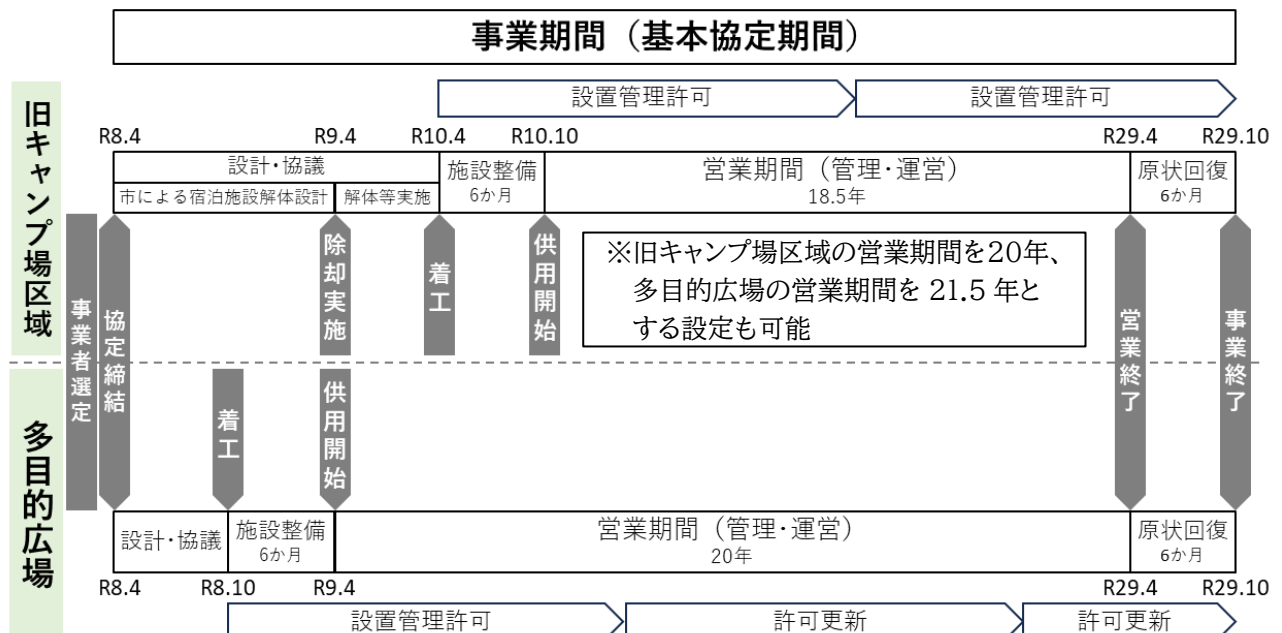 事業期間（基本協定期間）
旧キャンプ場区域
設置管理許可
設置管理許可
R8.4
R9.4
R10.4
R10.10
R29.4
R29.10
設計・協議
市による宿泊施設解体設計
解体等実施
施設整備
6か月
営業期間（管理・運営）
18.5年
原状回復
6か月
事業者選定
協定締結
除却実施
着工
供用開始
※旧キャンプ場区域の営業期間を20年、
多目的広場の営業期間を 21.5 年と
する設定も可能
営業終了
事業終了
多目的広場
着工
供用開始
設計・協議
施設整備
6か月
営業期間（管理・運営）
20年
原状回復
6か月
R8.4
R8.10
R9.4
R29.4
R29.10
設置管理許可
許可更新
許可更新